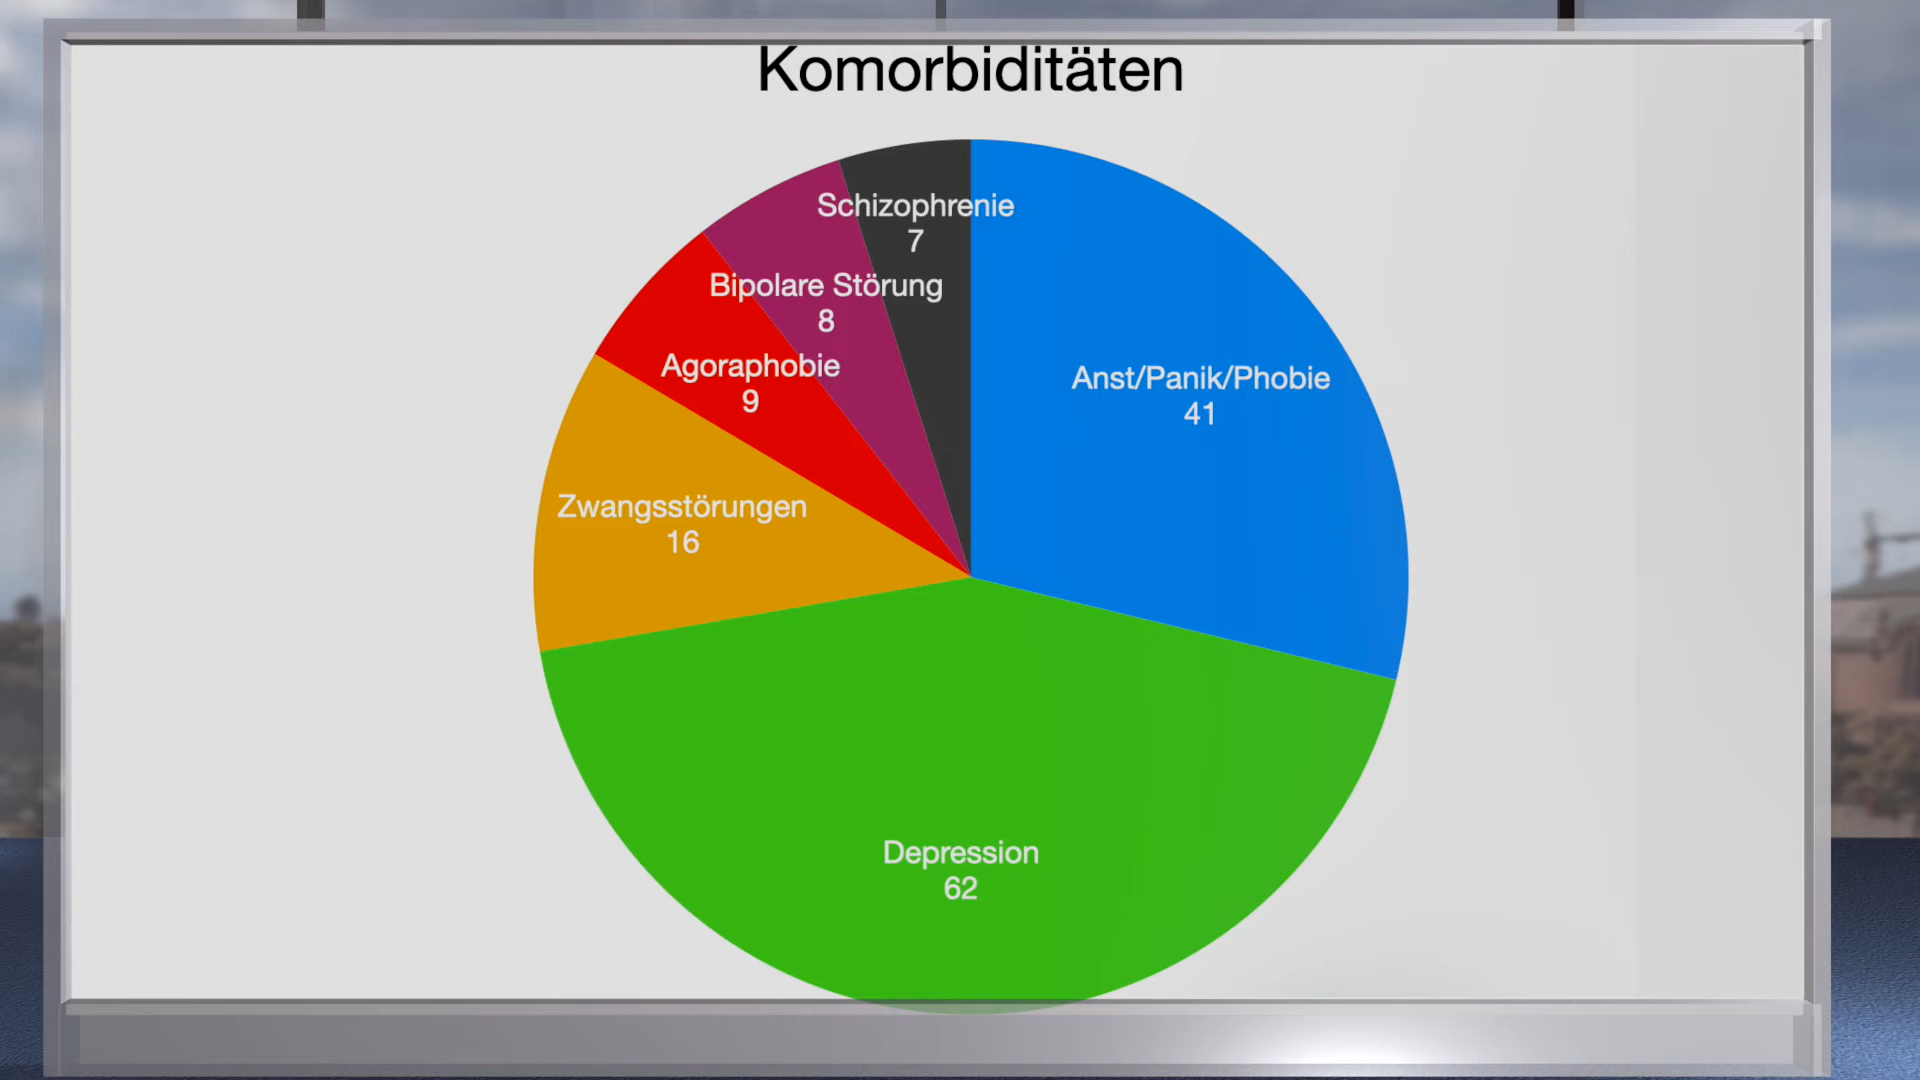 Komorbiditäten
Schizophrenie
7
Bipolare Störung
8
Agoraphobie
9
Anst/Panik/Phobie
41
Zwangsstörungen
16
Depression
62